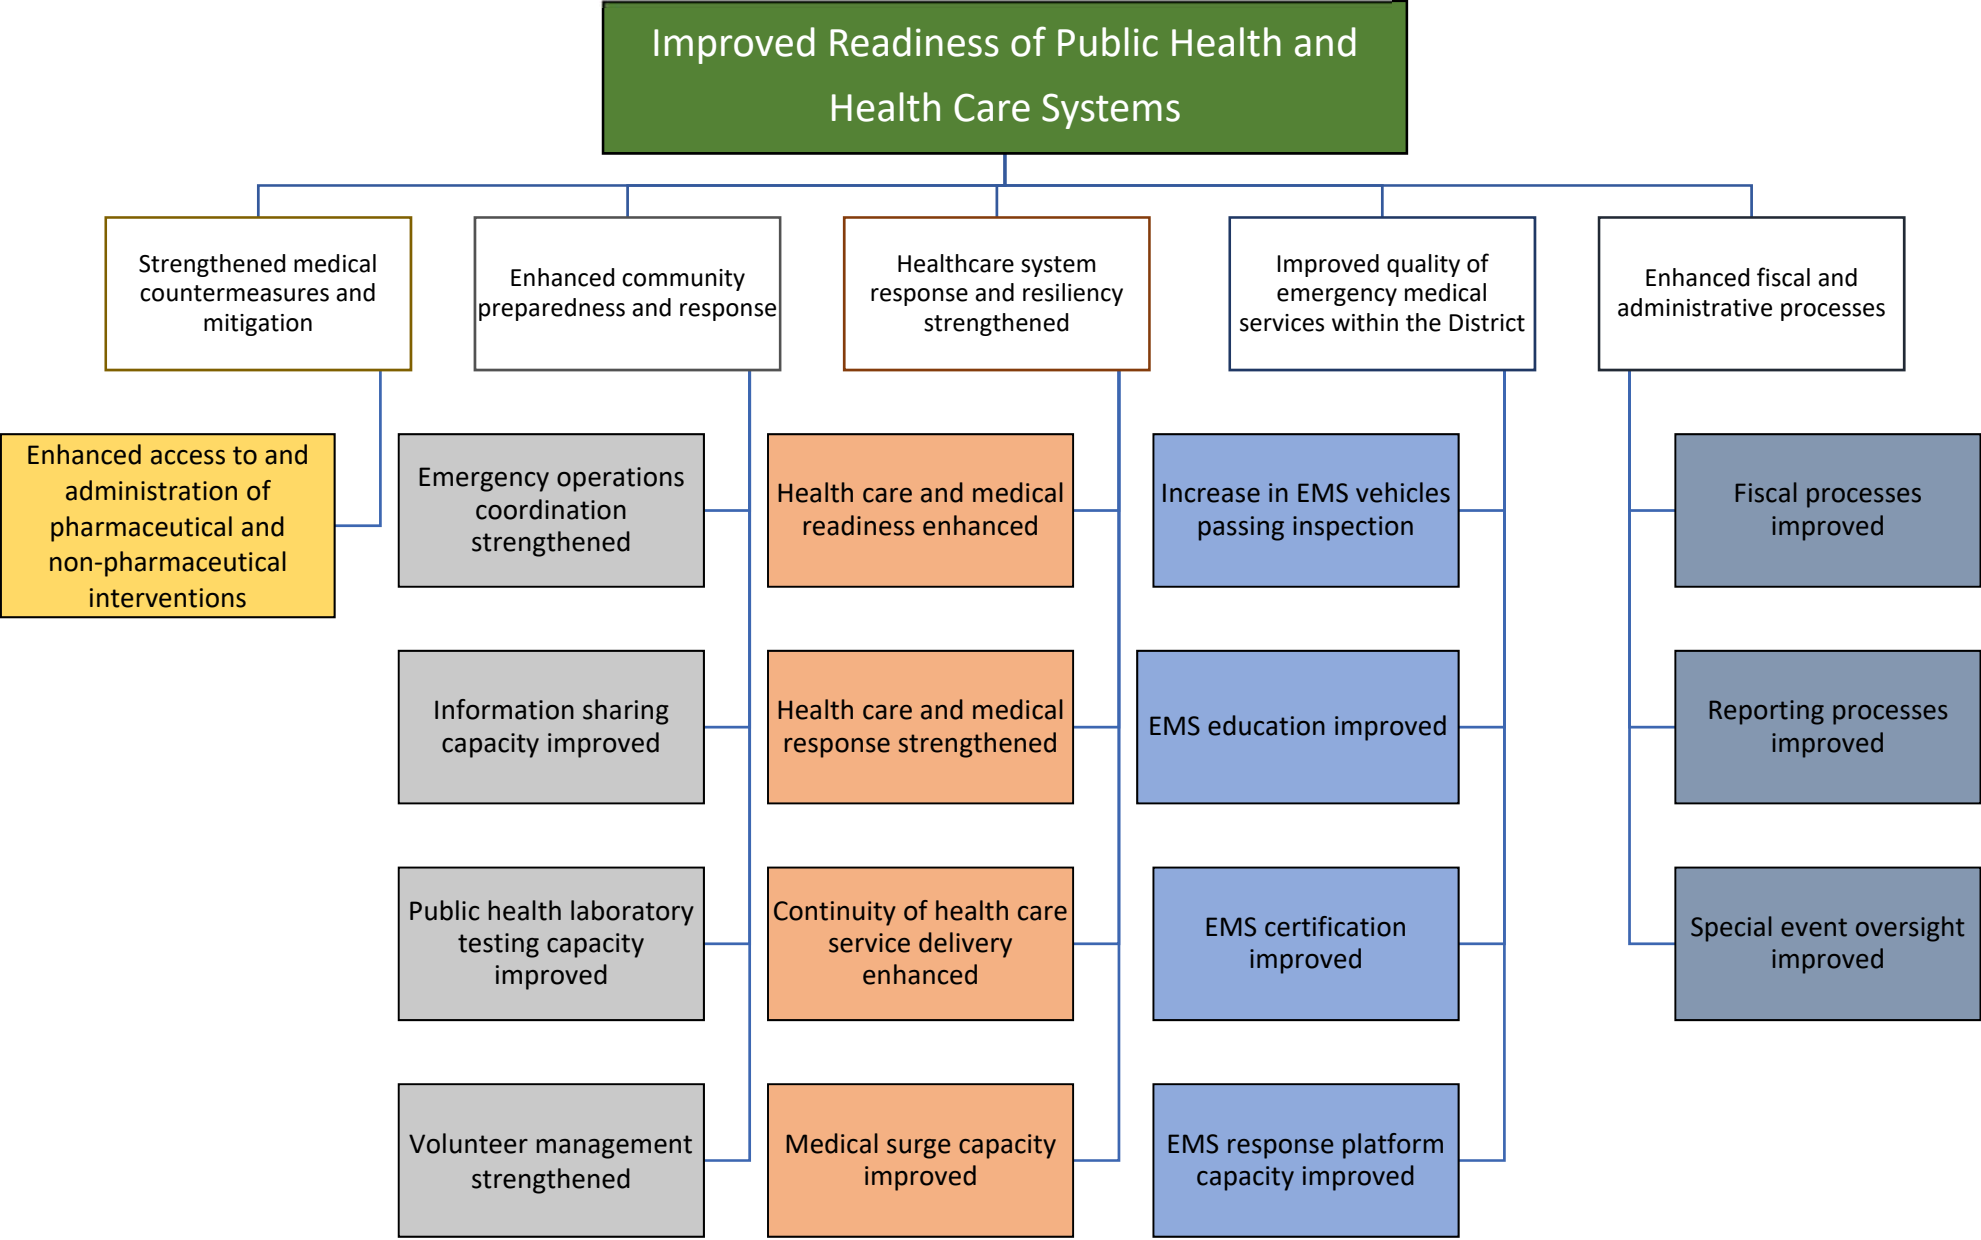 Improved Readiness of Public Health and
Health Care Systems
Strengthened medical
countermeasures and
mitigation
Enhanced community
preparedness and response
Healthcare system
response and resiliency
strengthened
Improved quality of
emergency medical
services within the District
Enhanced fiscal and
administrative processes
Enhanced access to and
administration of
pharmaceutical and
non-pharmaceutical
interventions
Emergency operations
coordination
strengthened
Information sharing
capacity improved
Public health laboratory
testing capacity
improved
Volunteer management
strengthened
Health care and medical
readiness enhanced
Health care and medical
response strengthened
Continuity of health care
service delivery
enhanced
Medical surge capacity
improved
Increase in EMS vehicles
passing inspection
EMS education improved
EMS certification
improved
EMS response platform
capacity improved
Fiscal processes
improved
Reporting processes
improved
Special event oversight
improved